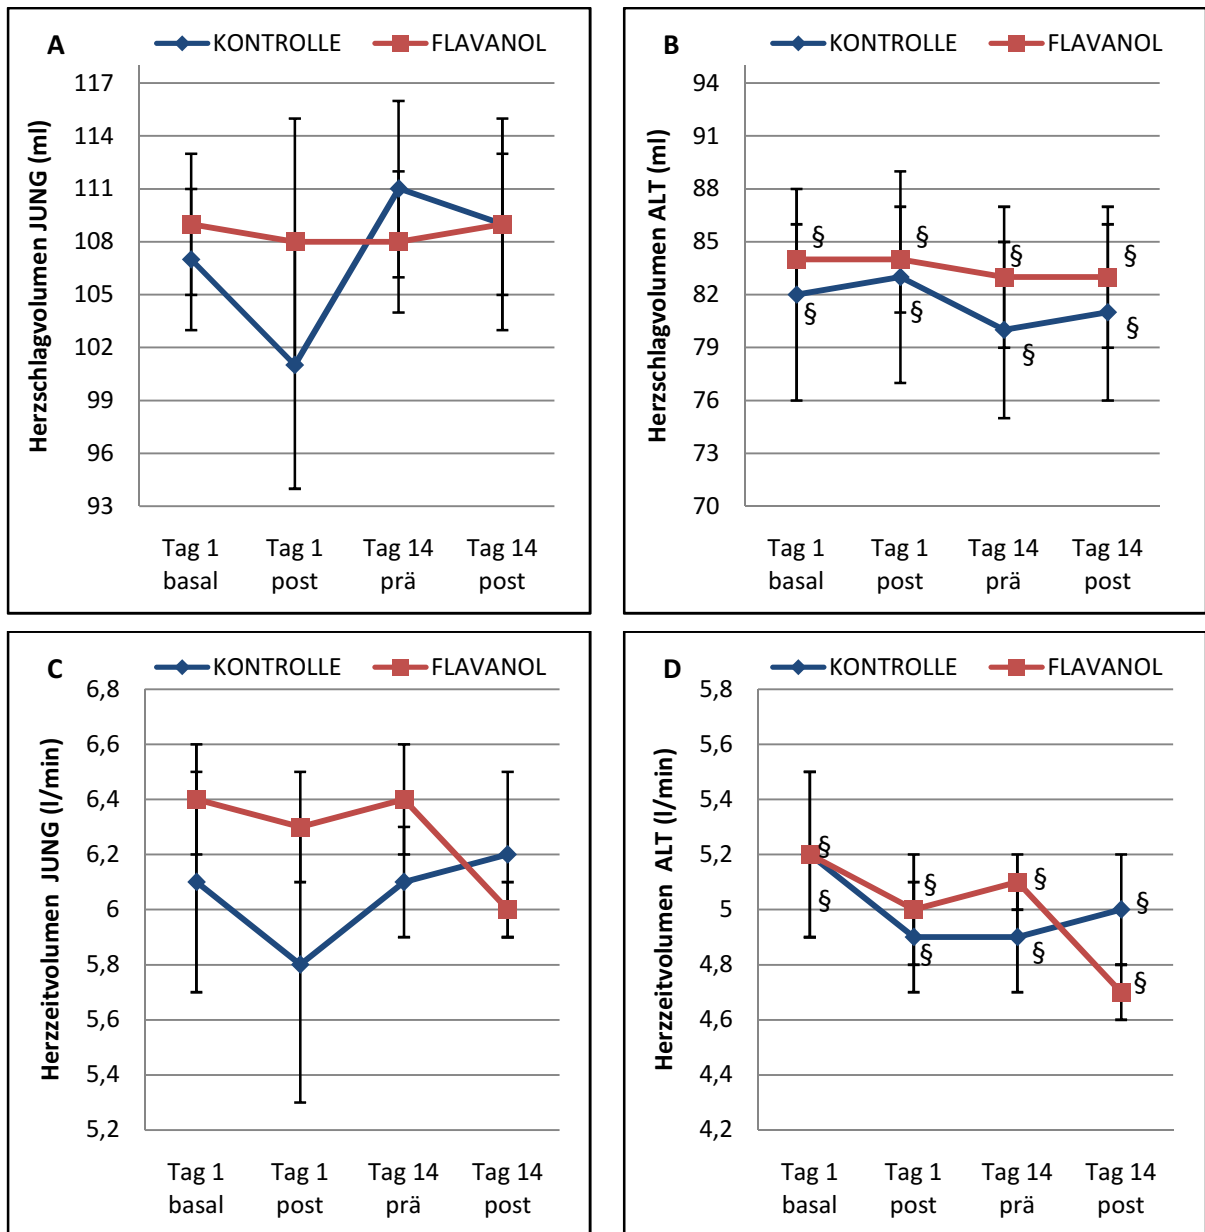 A
KONTROLLE FLAVANOL
Herzschlagvolumen JUNG (ml)
117
114
111
108
105
102
99
96
93
Tag 1 Tag 1 Tag 14 Tag 14
basal post prä post
B
KONTROLLE FLAVANOL
Herzschlagvolumen ALT (ml)
94
91
88
85
82
79
76
73
70
§ § § §
§ § § §
Tag 1 Tag 1 Tag 14 Tag 14
basal post prä post
C
KONTROLLE FLAVANOL
Herzzeitvolumen JUNG (l/min)
6,8
6,6
6,4
6,2
6
5,8
5,6
5,4
5,2
Tag 1 Tag 1 Tag 14 Tag 14
basal post prä post
D
KONTROLLE FLAVANOL
Herzzeitvolumen ALT (l/min)
5,8
5,6
5,4
5,2
5
4,8
4,6
4,4
4,2
§ § § §
§ § § §
Tag 1 Tag 1 Tag 14 Tag 14
basal post prä post